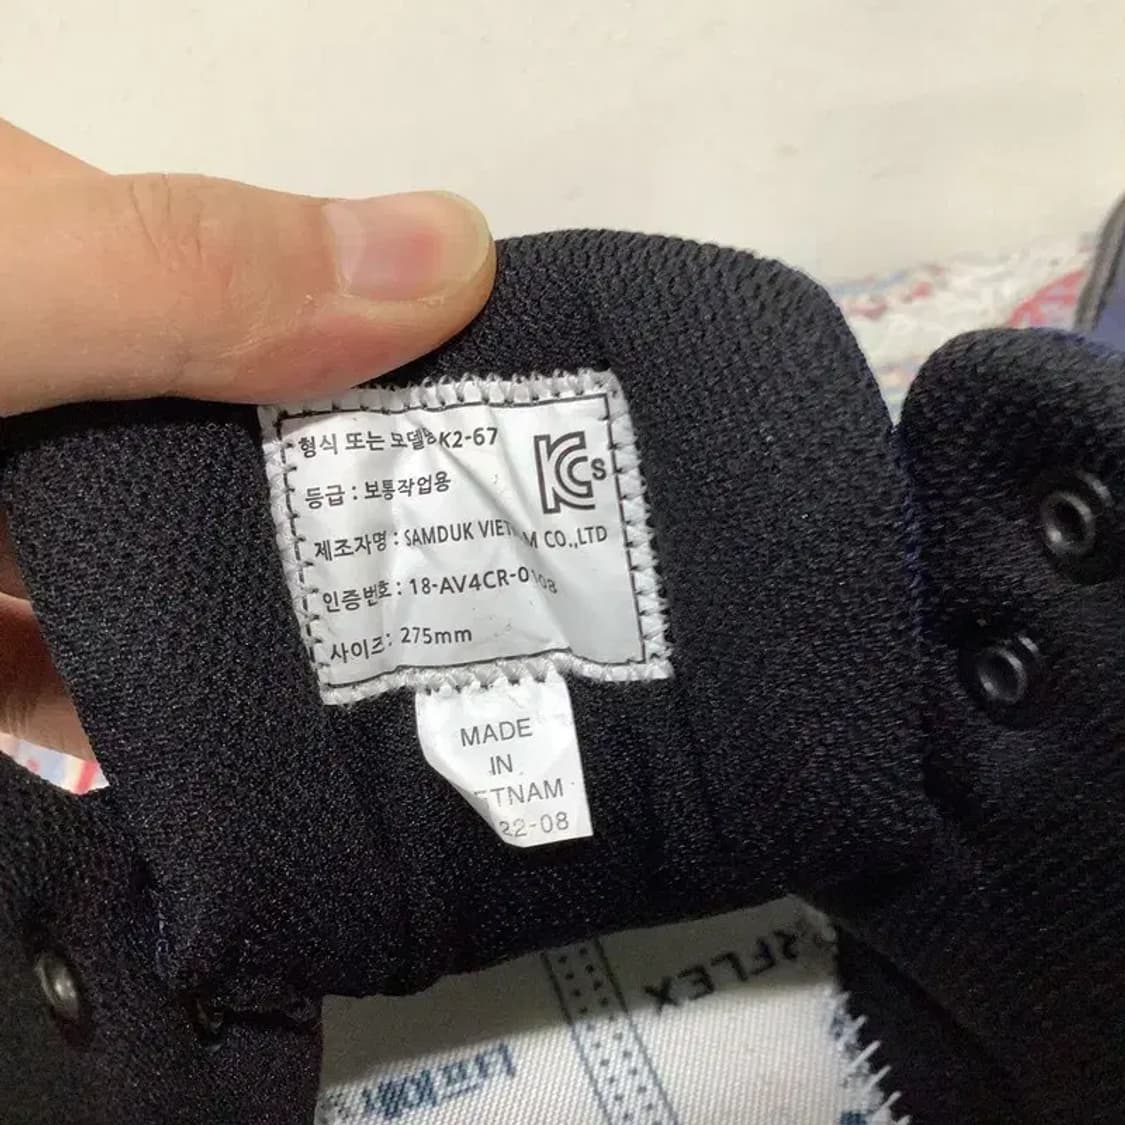 형식 또는 모델명 K2-67
KCs
등급 : 보통작업용
제조자명 : SAMDUK VIET M CO.,LTD
인증번호 : 18-AV4CR-0108
사이즈 : 275mm
MADE
IN
ETNAM
22-08
2FLEX